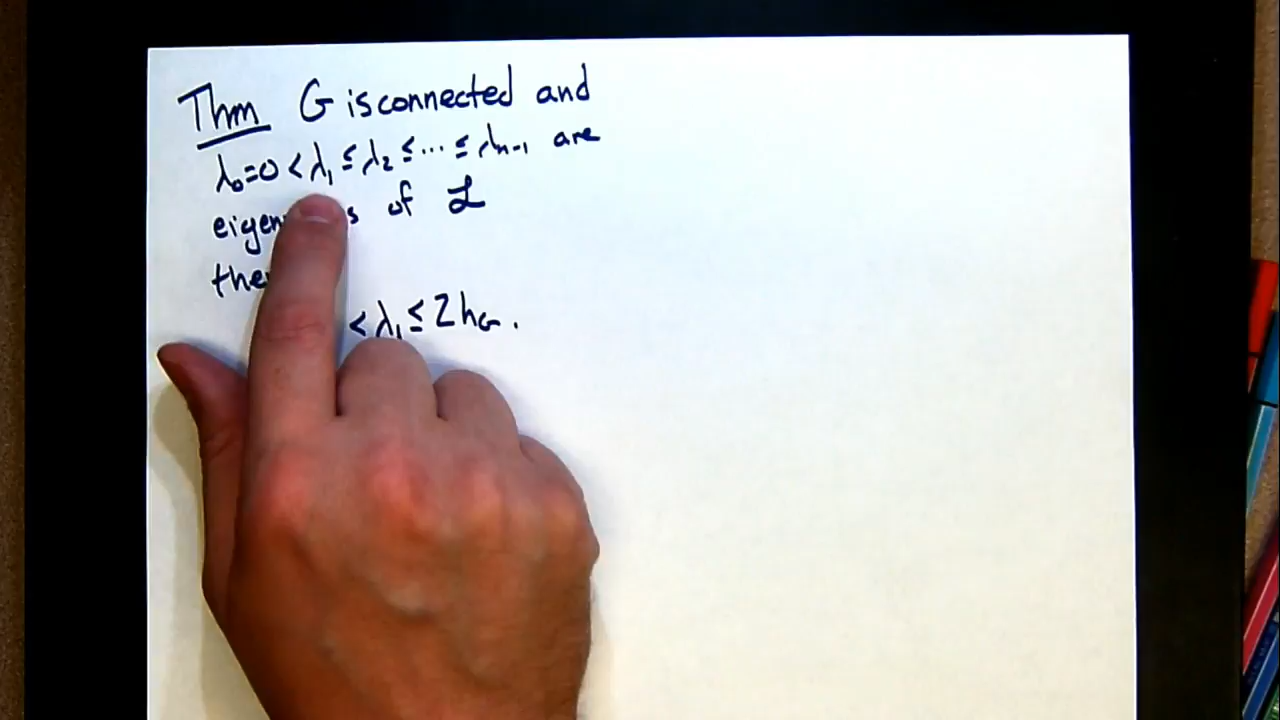 Thm G is connected and
λ₀=0 < λ₁ ≤ λ₂ ≤ ⋯ ≤ λₙ₋₁ are
of ℒ
< λ₁ ≤ 2h_G.